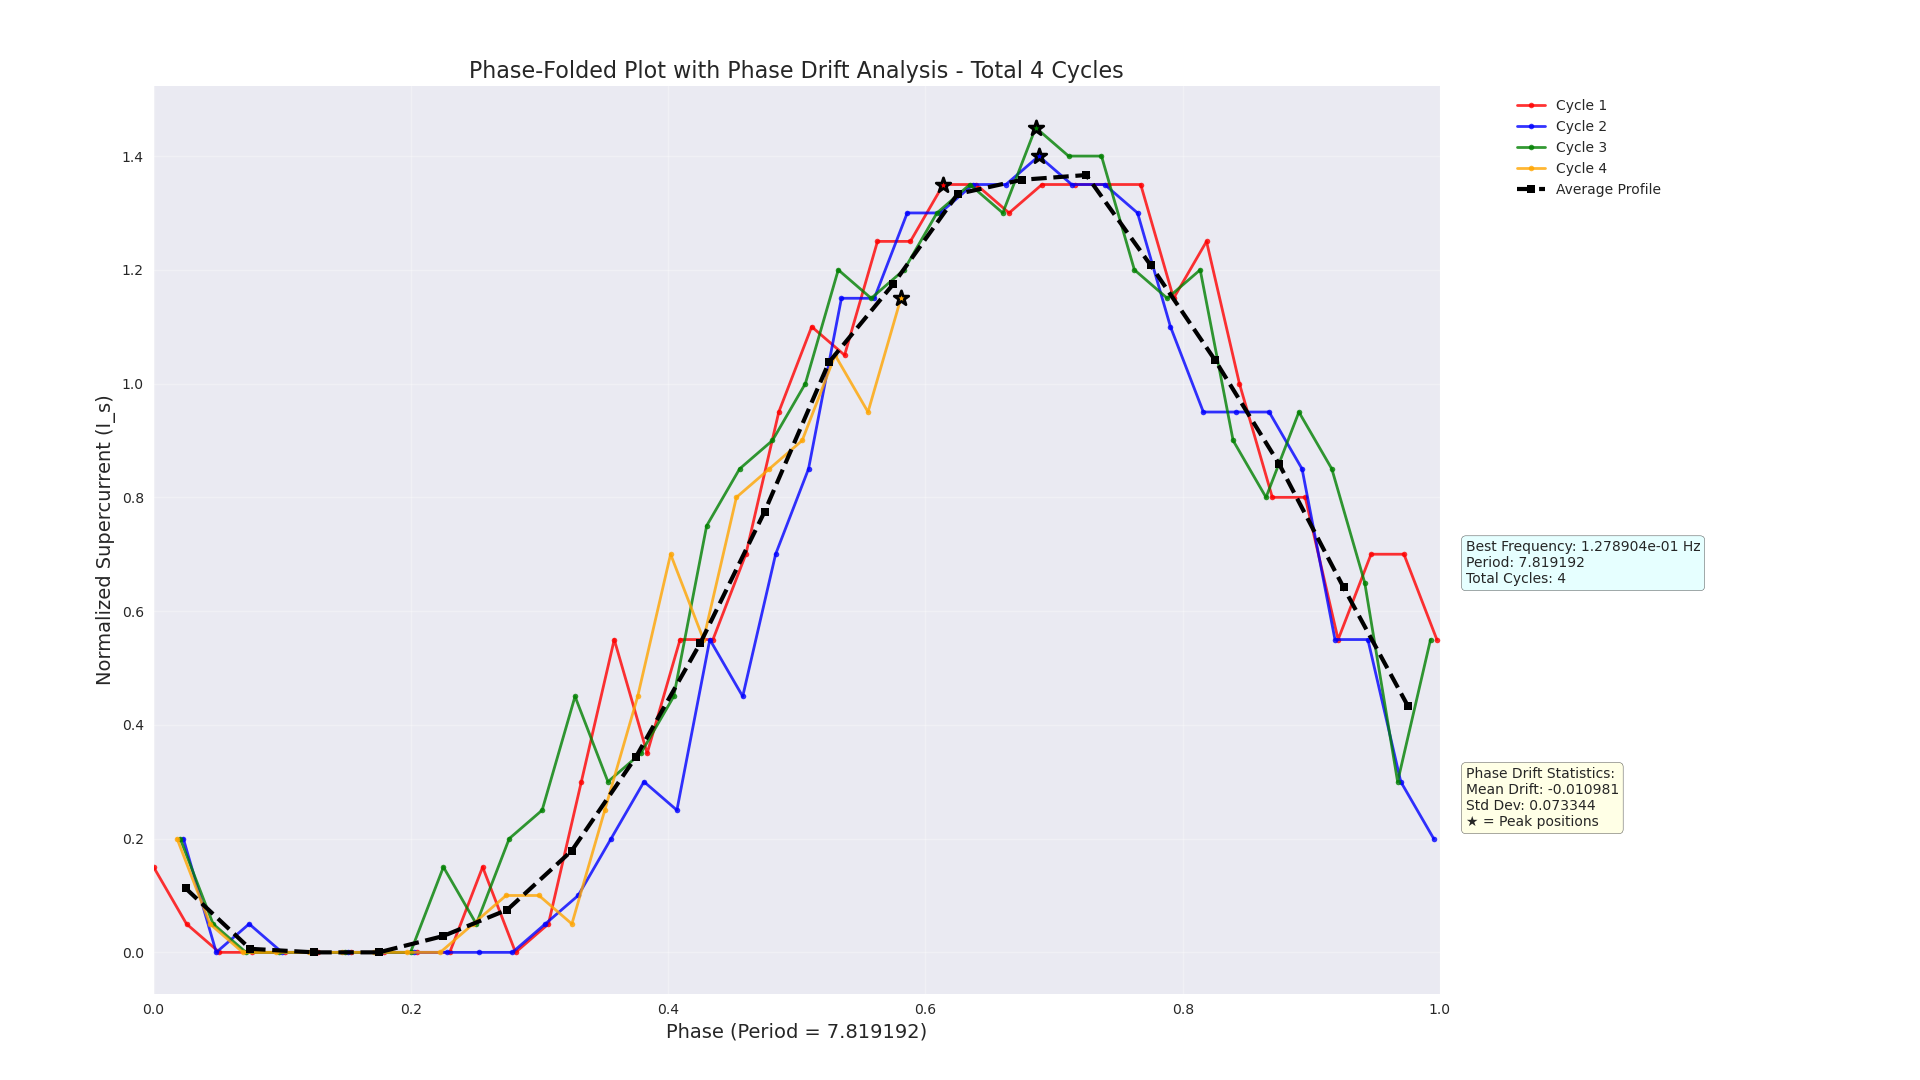 Phase-Folded Plot with Phase Drift Analysis - Total 4 Cycles
Normalized Supercurrent (I_s)
1.4
1.2
1.0
0.8
0.6
0.4
0.2
0.0
0.0 0.2 0.4 0.6 0.8 1.0
Phase (Period = 7.819192)
Cycle 1
Cycle 2
Cycle 3
Cycle 4
Average Profile
Best Frequency: 1.278904e-01 Hz
Period: 7.819192
Total Cycles: 4
Phase Drift Statistics:
Mean Drift: -0.010981
Std Dev: 0.073344
★ = Peak positions